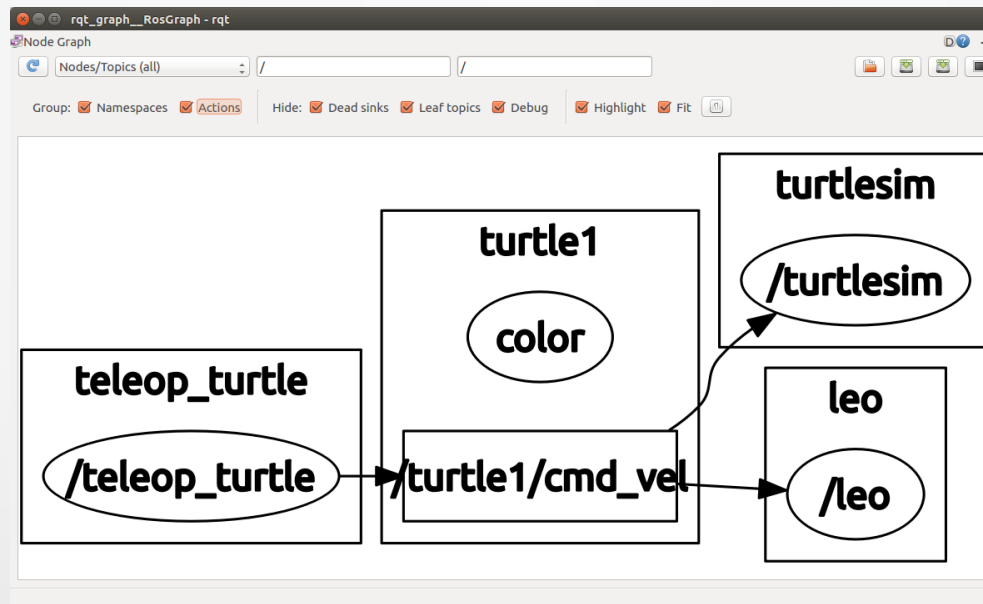 rqt_graph__RosGraph - rqt
Node Graph
D
Nodes/Topics (all) / /
Group: Namespaces Actions Hide: Dead sinks Leaf topics Debug Highlight Fit
turtlesim
/turtlesim
turtle1
color
teleop_turtle
/teleop_turtle
/turtle1/cmd_vel
leo
/leo